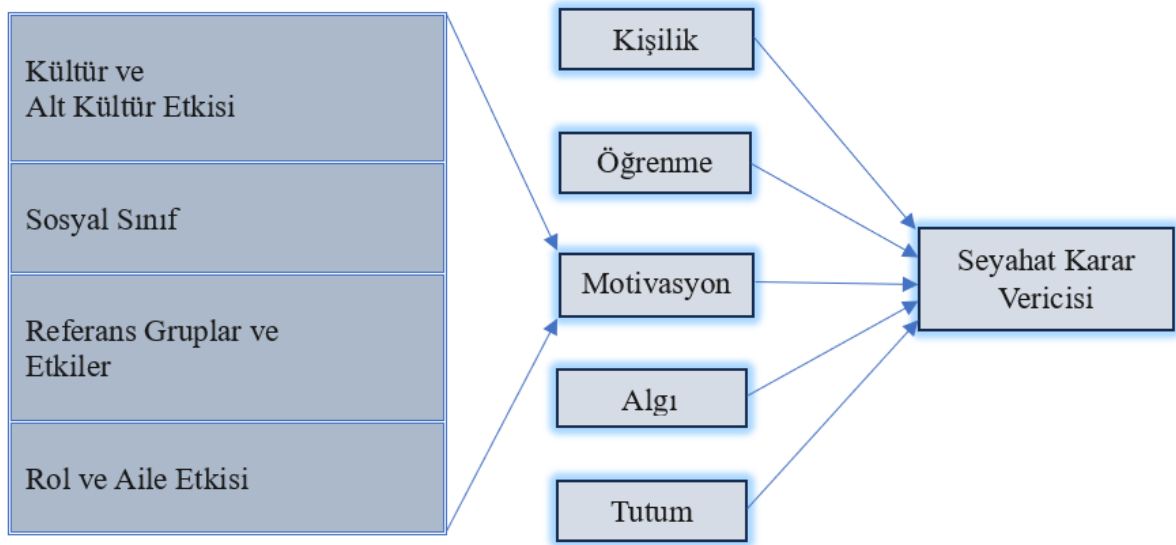 Kültür ve
Alt Kültür Etkisi
Sosyal Sınıf
Referans Gruplar ve
Etkiler
Rol ve Aile Etkisi
Kişilik
Öğrenme
Motivasyon
Algı
Tutum
Seyahat Karar
Vericisi